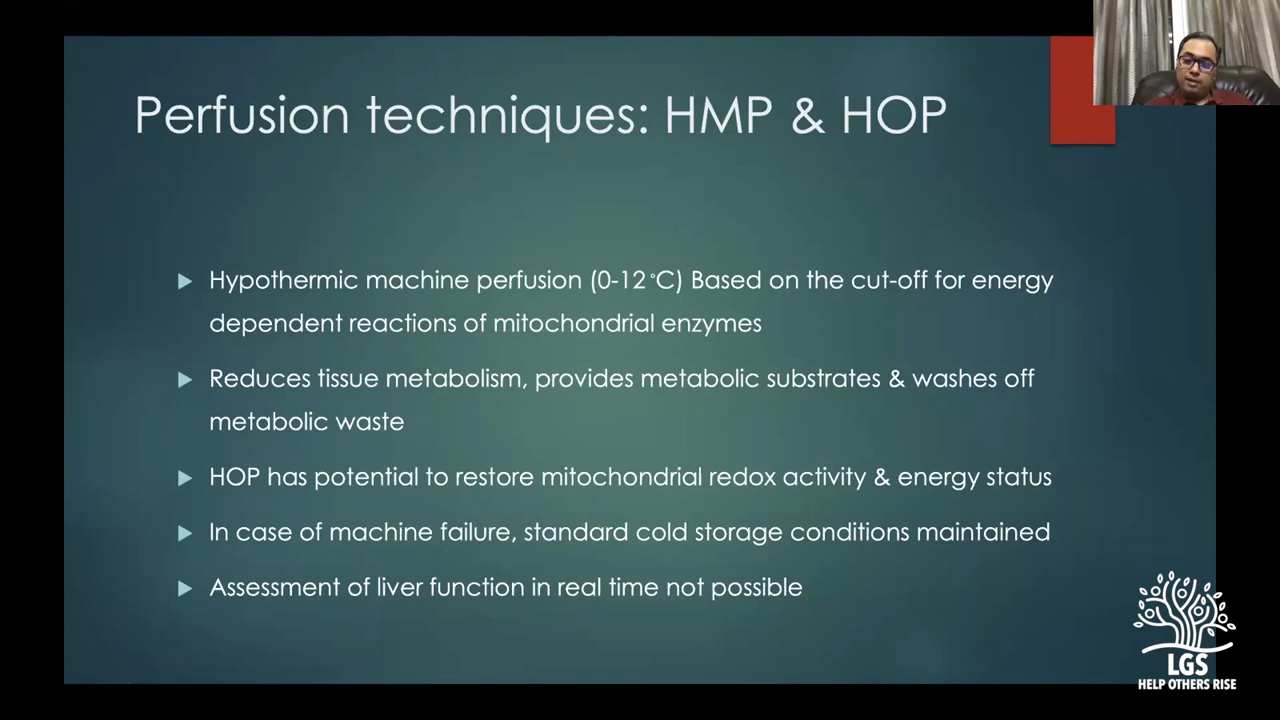 Perfusion techniques: HMP & HOP
Hypothermic machine perfusion (0-12°C) Based on the cut-off for energy
dependent reactions of mitochondrial enzymes
Reduces tissue metabolism, provides metabolic substrates & washes off
metabolic waste
HOP has potential to restore mitochondrial redox activity & energy status
In case of machine failure, standard cold storage conditions maintained
Assessment of liver function in real time not possible
LGS
HELP OTHERS RISE